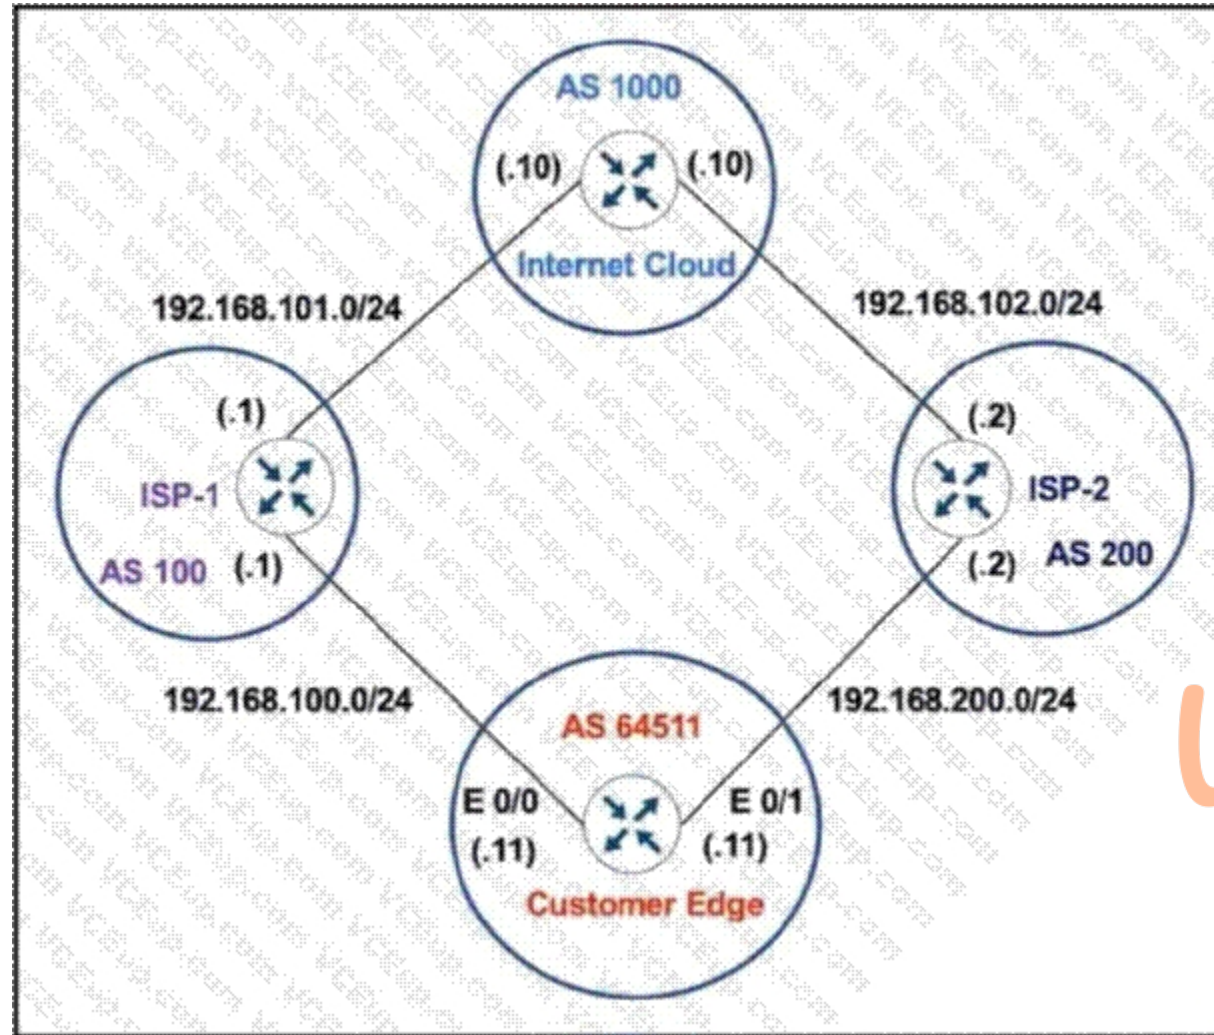 AS 1000
(.10) (.10)
Internet Cloud
192.168.101.0/24 192.168.102.0/24
(.1) (.2)
ISP-1 ISP-2
AS 100 (.1) (.2) AS 200
192.168.100.0/24 192.168.200.0/24
AS 64511
E 0/0 E 0/1
(.11) (.11)
Customer Edge